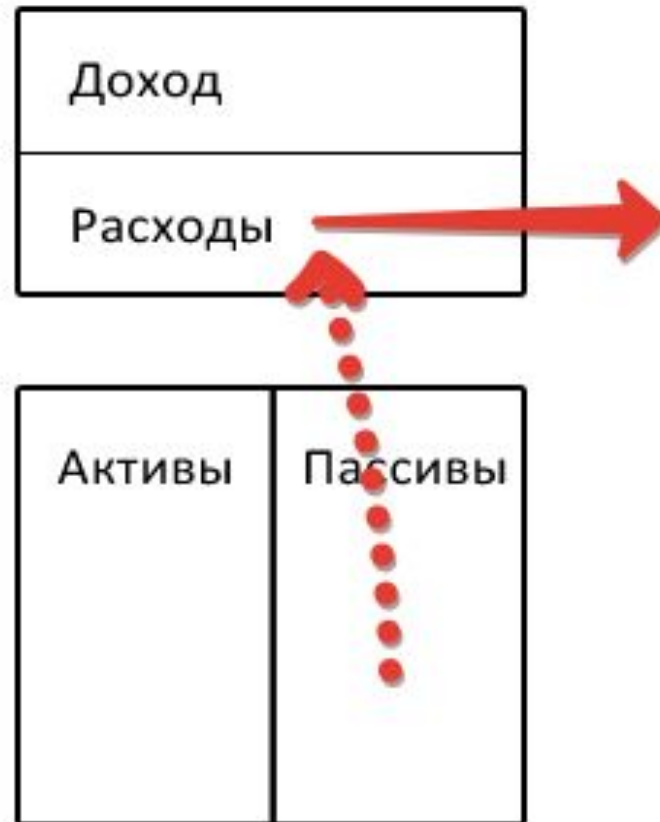 Доход
Расходы
Активы Пассивы